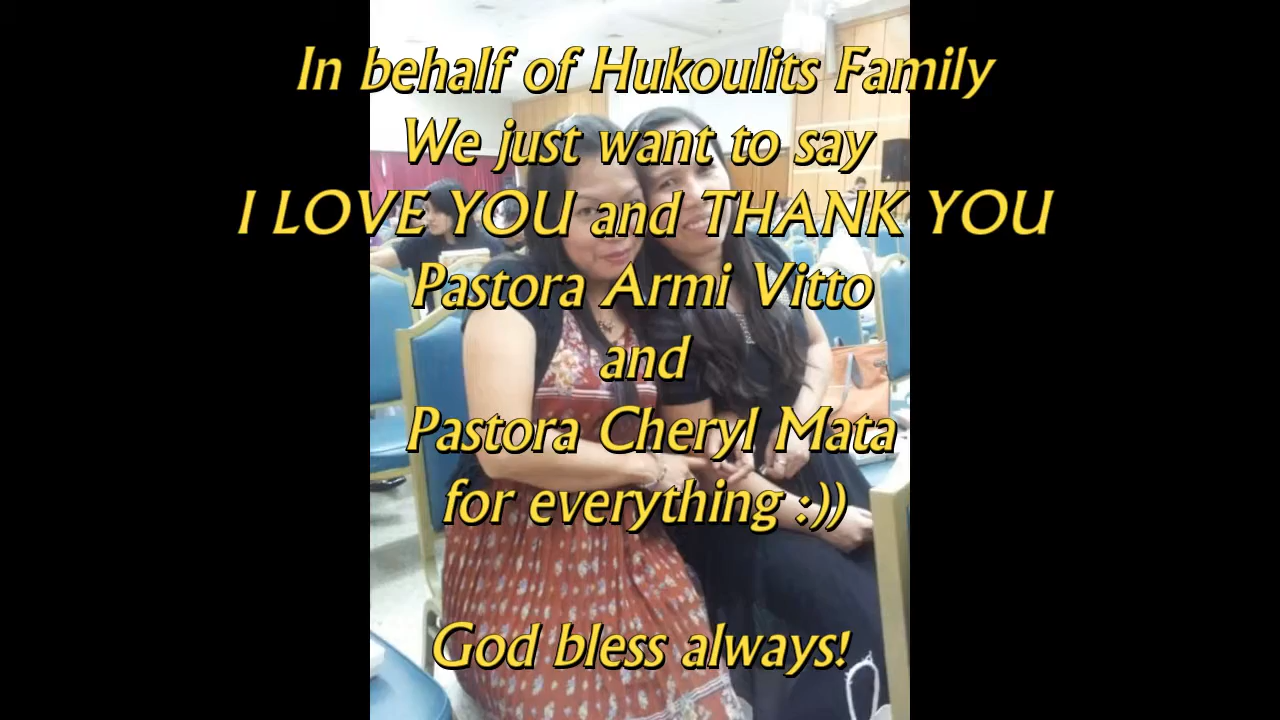 In behalf of Hukoulits Family
We just want to say
I LOVE YOU and THANK YOU
Pastora Armi Vitto
and
Pastora Cheryl Mata
for everything :))
God bless always!